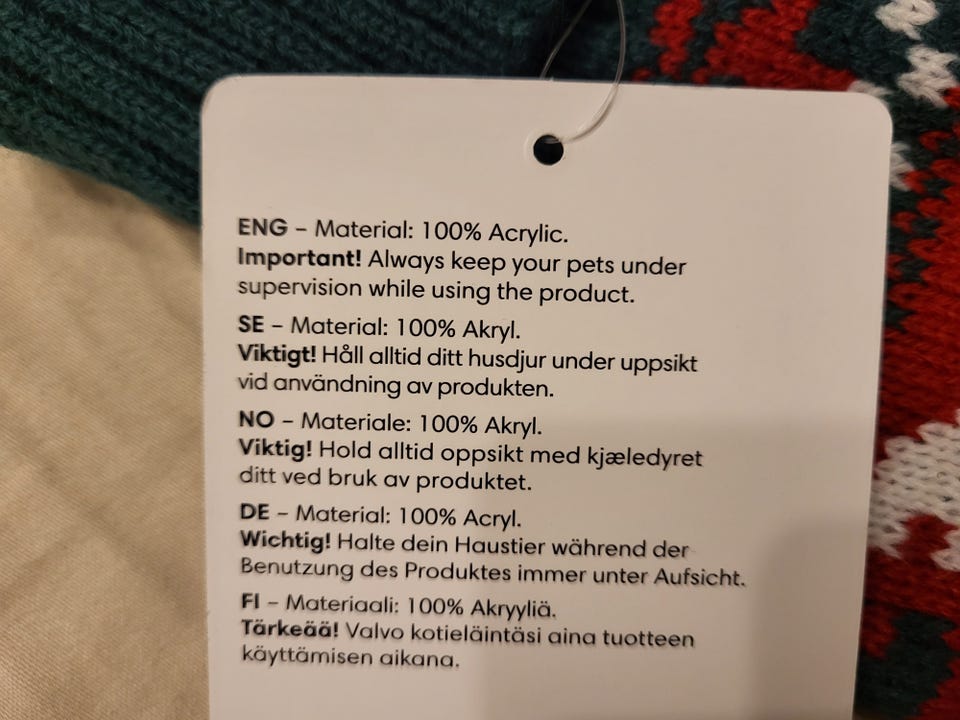 ENG – Material: 100% Acrylic.
Important! Always keep your pets under
supervision while using the product.
SE – Material: 100% Akryl.
Viktigt! Håll alltid ditt husdjur under uppsikt
vid användning av produkten.
NO – Materiale: 100% Akryl.
Viktig! Hold alltid oppsikt med kjæledyret
ditt ved bruk av produktet.
DE – Material: 100% Acryl.
Wichtig! Halte dein Haustier während der
Benutzung des Produktes immer unter Aufsicht.
FI – Materiaali: 100% Akryyliä.
Tärkeää! Valvo kotieläintäsi aina tuotteen
käyttämisen aikana.